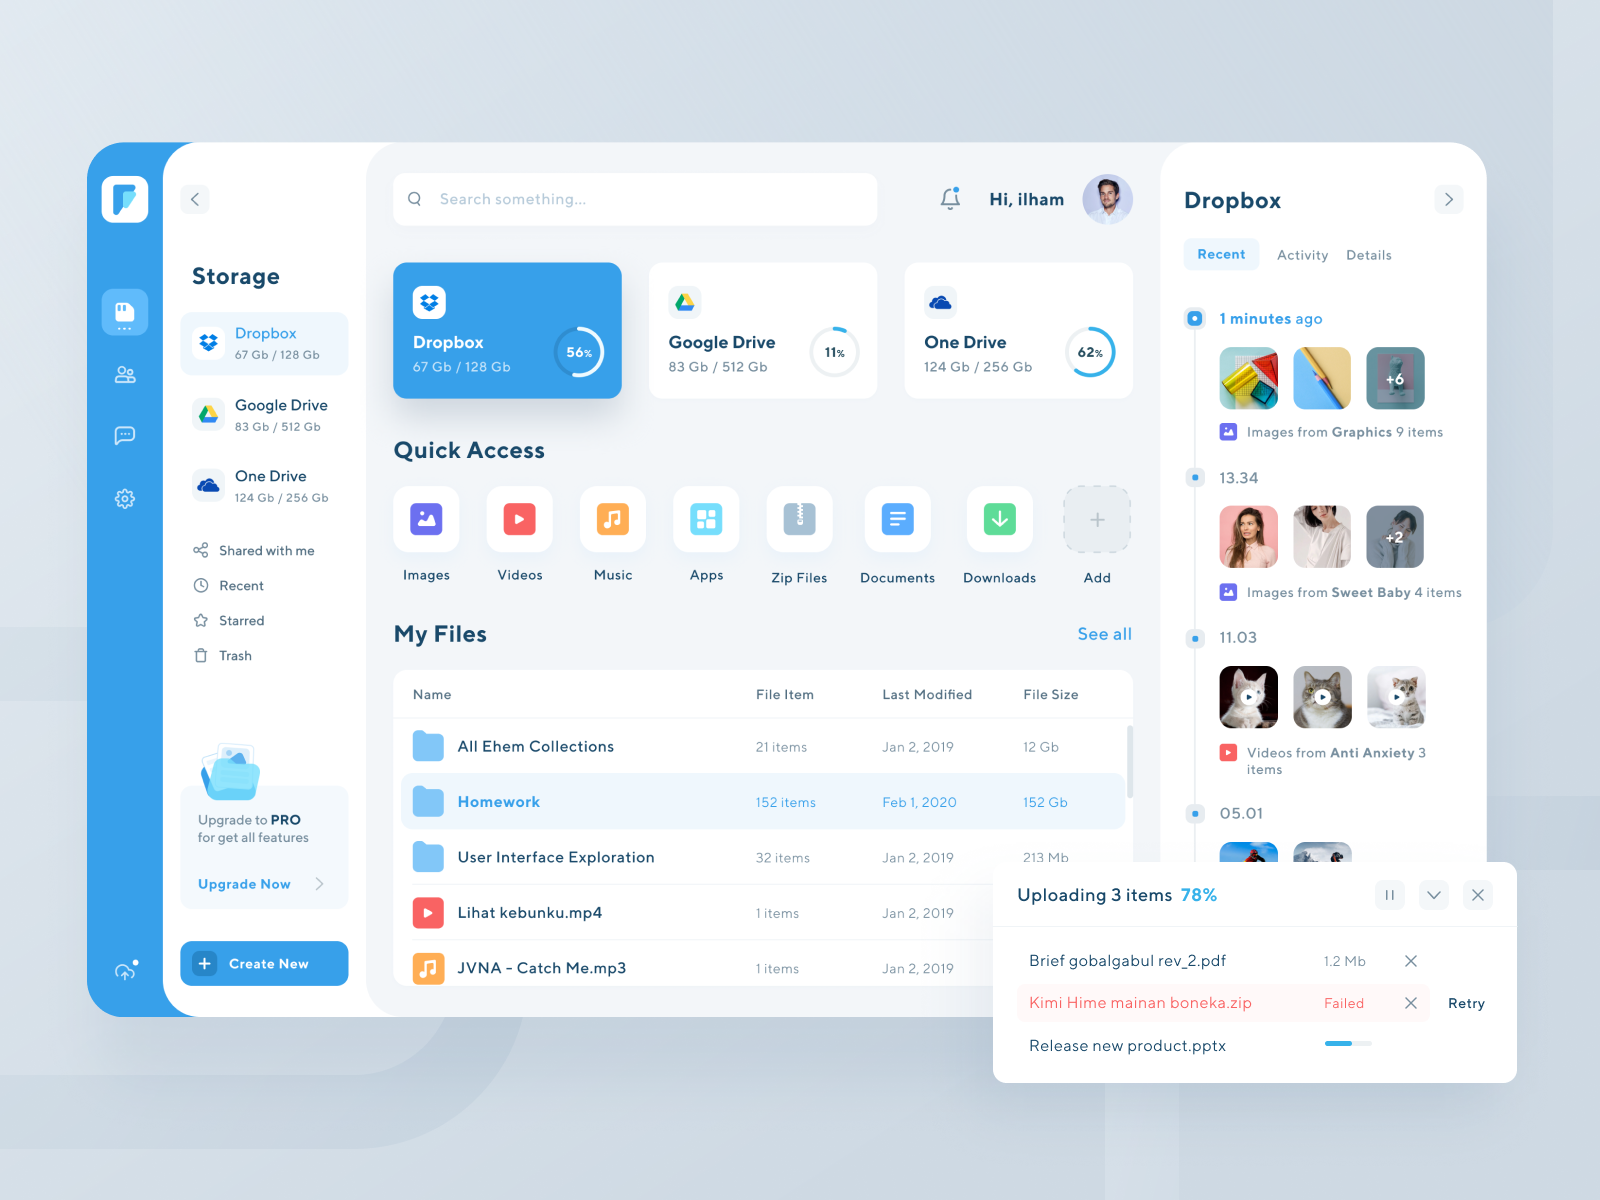 Storage
Dropbox
67 Gb / 128 Gb
Google Drive
83 Gb / 512 Gb
One Drive
124 Gb / 256 Gb
Shared with me
Recent
Starred
Trash
Upgrade to PRO
for get all features
Upgrade Now
Create New
Search something...
Hi, ilham
Dropbox
67 Gb / 128 Gb
56%
Google Drive
83 Gb / 512 Gb
11%
One Drive
124 Gb / 256 Gb
62%
Quick Access
Images
Videos
Music
Apps
Zip Files
Documents
Downloads
Add
My Files
See all
Name File Item Last Modified File Size
All Ehem Collections 21 items Jan 2, 2019 12 Gb
Homework 152 items Feb 1, 2020 152 Gb
User Interface Exploration 32 items Jan 2, 2019 213 Mb
Lihat kebunku.mp4 1 items Jan 2, 2019
JVNA - Catch Me.mp3 1 items Jan 2, 2019
Dropbox
Recent Activity Details
1 minutes ago
+6
Images from Graphics 9 items
13.34
+2
Images from Sweet Baby 4 items
11.03
Videos from Anti Anxiety 3
items
05.01
Uploading 3 items 78%
Brief gobalgabul rev_2.pdf 1.2 Mb
Kimi Hime mainan boneka.zip Failed Retry
Release new product.pptx